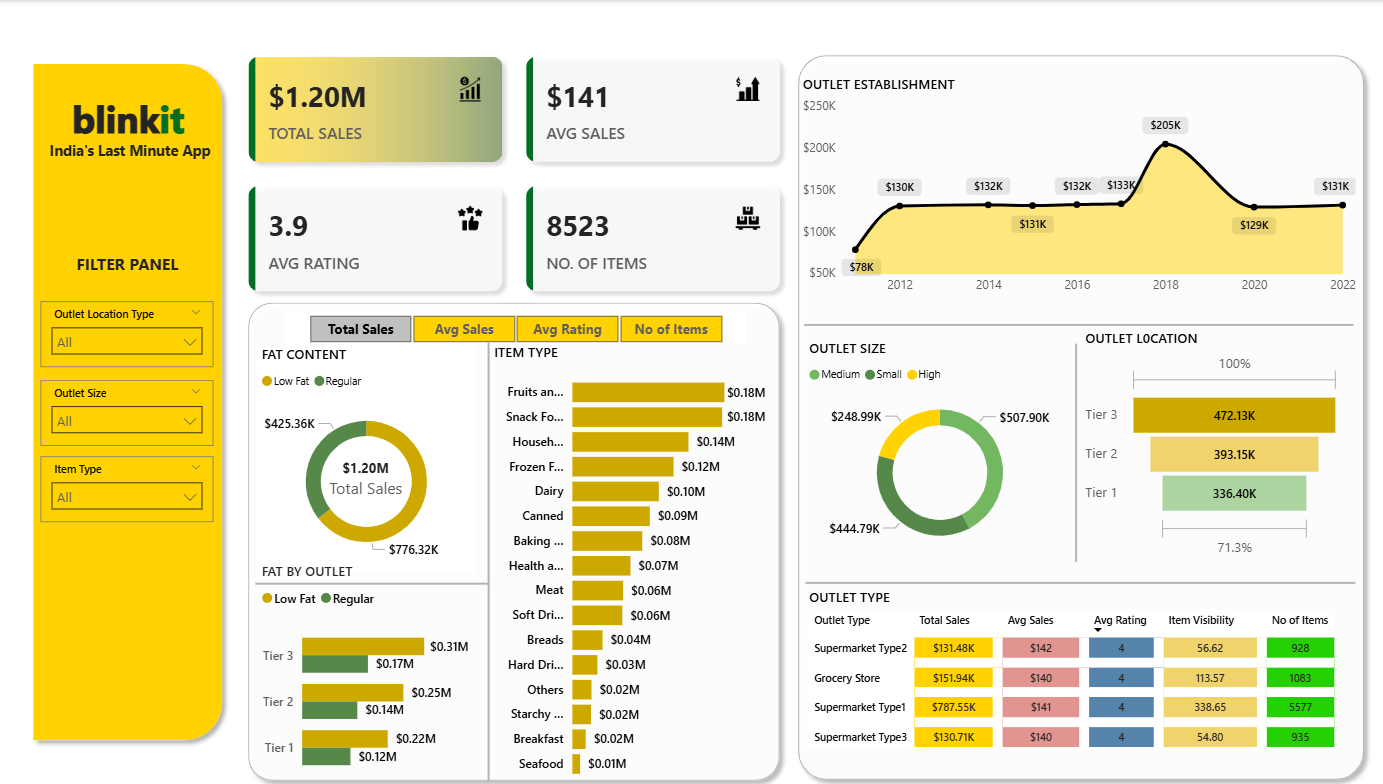 blinkit
India's Last Minute App
FILTER PANEL
Outlet Location Type
All
Outlet Size
All
Item Type
All
$1.20M
TOTAL SALES
$141
AVG SALES
3.9
AVG RATING
8523
NO. OF ITEMS
Total Sales
Avg Sales
Avg Rating
No of Items
FAT CONTENT
Low Fat
Regular
$425.36K
$1.20M
Total Sales
$776.32K
FAT BY OUTLET
Low Fat
Regular
Tier 3
$0.31M
$0.17M
Tier 2
$0.25M
$0.14M
Tier 1
$0.22M
$0.12M
ITEM TYPE
Fruits an... $0.18M
Snack Fo... $0.18M
Househ... $0.14M
Frozen F... $0.12M
Dairy $0.10M
Canned $0.09M
Baking ... $0.08M
Health a... $0.07M
Meat $0.06M
Soft Dri... $0.06M
Breads $0.04M
Hard Dri... $0.03M
Others $0.02M
Starchy ... $0.02M
Breakfast $0.02M
Seafood $0.01M
OUTLET ESTABLISHMENT
$250K
$200K
$150K
$100K
$50K
$78K
$130K
$132K
$131K
$132K
$133K
$205K
$129K
$131K
2012 2014 2016 2018 2020 2022
OUTLET SIZE
Medium Small High
$248.99K
$507.90K
$444.79K
OUTLET LOCATION
100%
Tier 3 472.13K
Tier 2 393.15K
Tier 1 336.40K
71.3%
OUTLET TYPE
Outlet Type Total Sales Avg Sales Avg Rating Item Visibility No of Items
Supermarket Type2 $131.48K $142 4 56.62 928
Grocery Store $151.94K $140 4 113.57 1083
Supermarket Type1 $787.55K $141 4 338.65 5577
Supermarket Type3 $130.71K $140 4 54.80 935